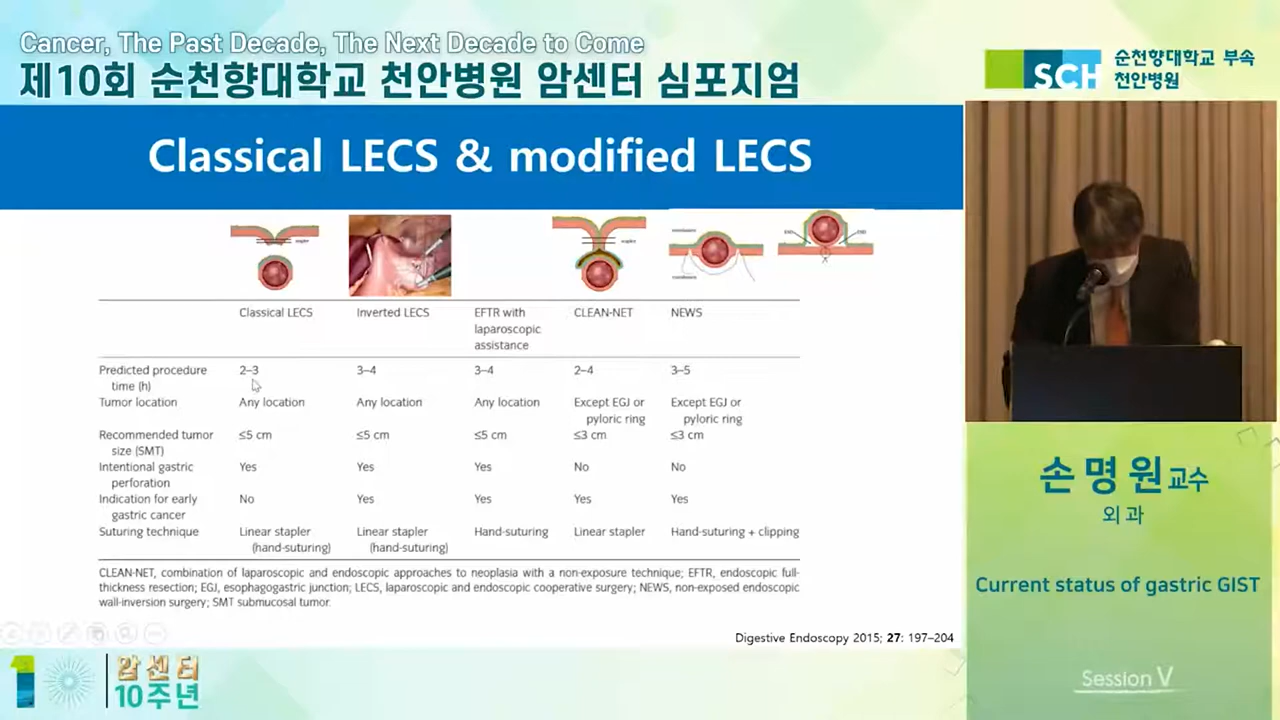 Cancer, The Past Decade, The Next Decade to Come
제10회 순천향대학교 천안병원 암센터 심포지엄
SCH 순천향대학교 부속
천안병원
Classical LECS & modified LECS
Classical LECS Inverted LECS EFTR with laparoscopic assistance CLEAN-NET NEWS
Predicted procedure time (h) 2–3 3–4 3–4 2–4 3–5
Tumor location Any location Any location Any location Except EGJ or pyloric ring Except EGJ or pyloric ring
Recommended tumor size (SMT) ≤5 cm ≤5 cm ≤5 cm ≤3 cm ≤3 cm
Intentional gastric perforation Yes Yes Yes No No
Indication for early gastric cancer No Yes Yes Yes Yes
Suturing technique Linear stapler (hand-suturing) Linear stapler (hand-suturing) Hand-suturing Linear stapler Hand-suturing + clipping
CLEAN-NET, combination of laparoscopic and endoscopic approaches to neoplasia with a non-exposure technique; EFTR, endoscopic full-
thickness resection; EGJ, esophagogastric junction; LECS, laparoscopic and endoscopic cooperative surgery; NEWS, non-exposed endoscopic
wall-inversion surgery; SMT submucosal tumor.
Digestive Endoscopy 2015; 27: 197–204
손명원 교수
외과
Current status of gastric GIST
Session V
암센터
10주년